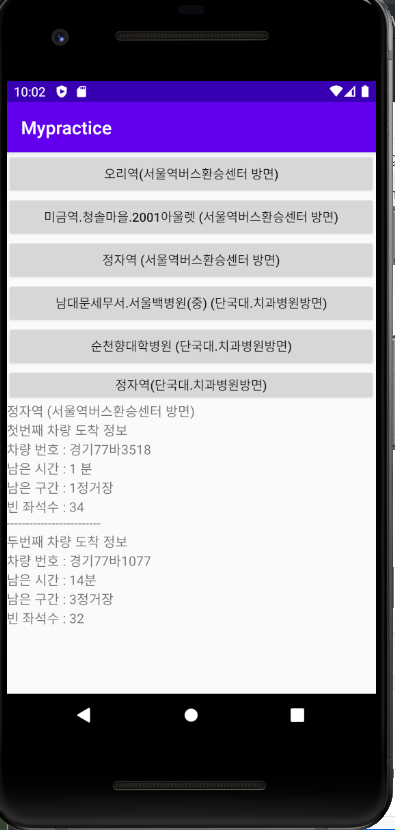 10:02
Mypractice
오리역(서울역버스환승센터 방면)
미금역.청솔마을.2001아울렛 (서울역버스환승센터 방면)
정자역 (서울역버스환승센터 방면)
남대문세무서.서울백병원(중) (단국대.치과병원방면)
순천향대학병원 (단국대.치과병원방면)
정자역(단국대.치과병원방면)
정자역 (서울역버스환승센터 방면)
첫번째 차량 도착 정보
차량 번호 : 경기77바3518
남은 시간 : 1 분
남은 구간 : 1정거장
빈 좌석수 : 34
-------------------------
두번째 차량 도착 정보
차량 번호 : 경기77바1077
남은 시간 : 14분
남은 구간 : 3정거장
빈 좌석수 : 32